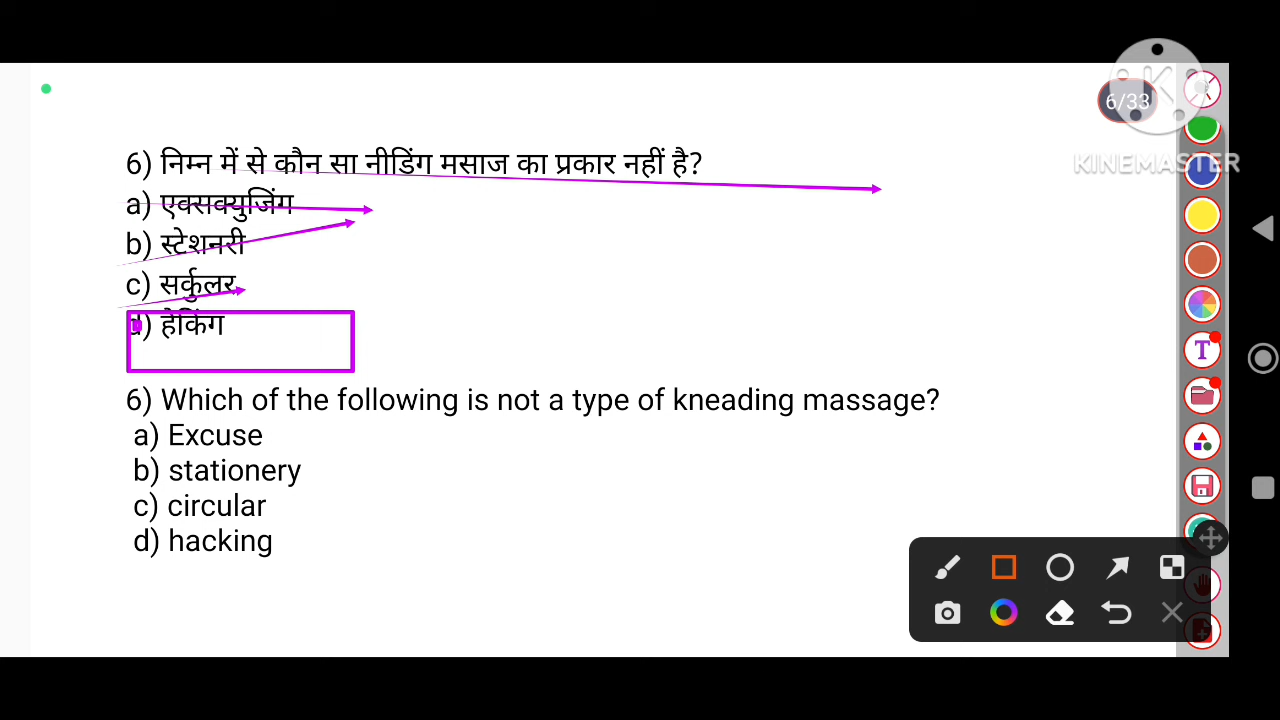 6/33
KINEMASTER
6) निम्न में से कौन सा नीडिंग मसाज का प्रकार नहीं है?
a) एक्सक्युजिंग
b) स्टेशनरी
c) सर्कुलर
d) हेकिंग
6) Which of the following is not a type of kneading massage?
a) Excuse
b) stationery
c) circular
d) hacking
T